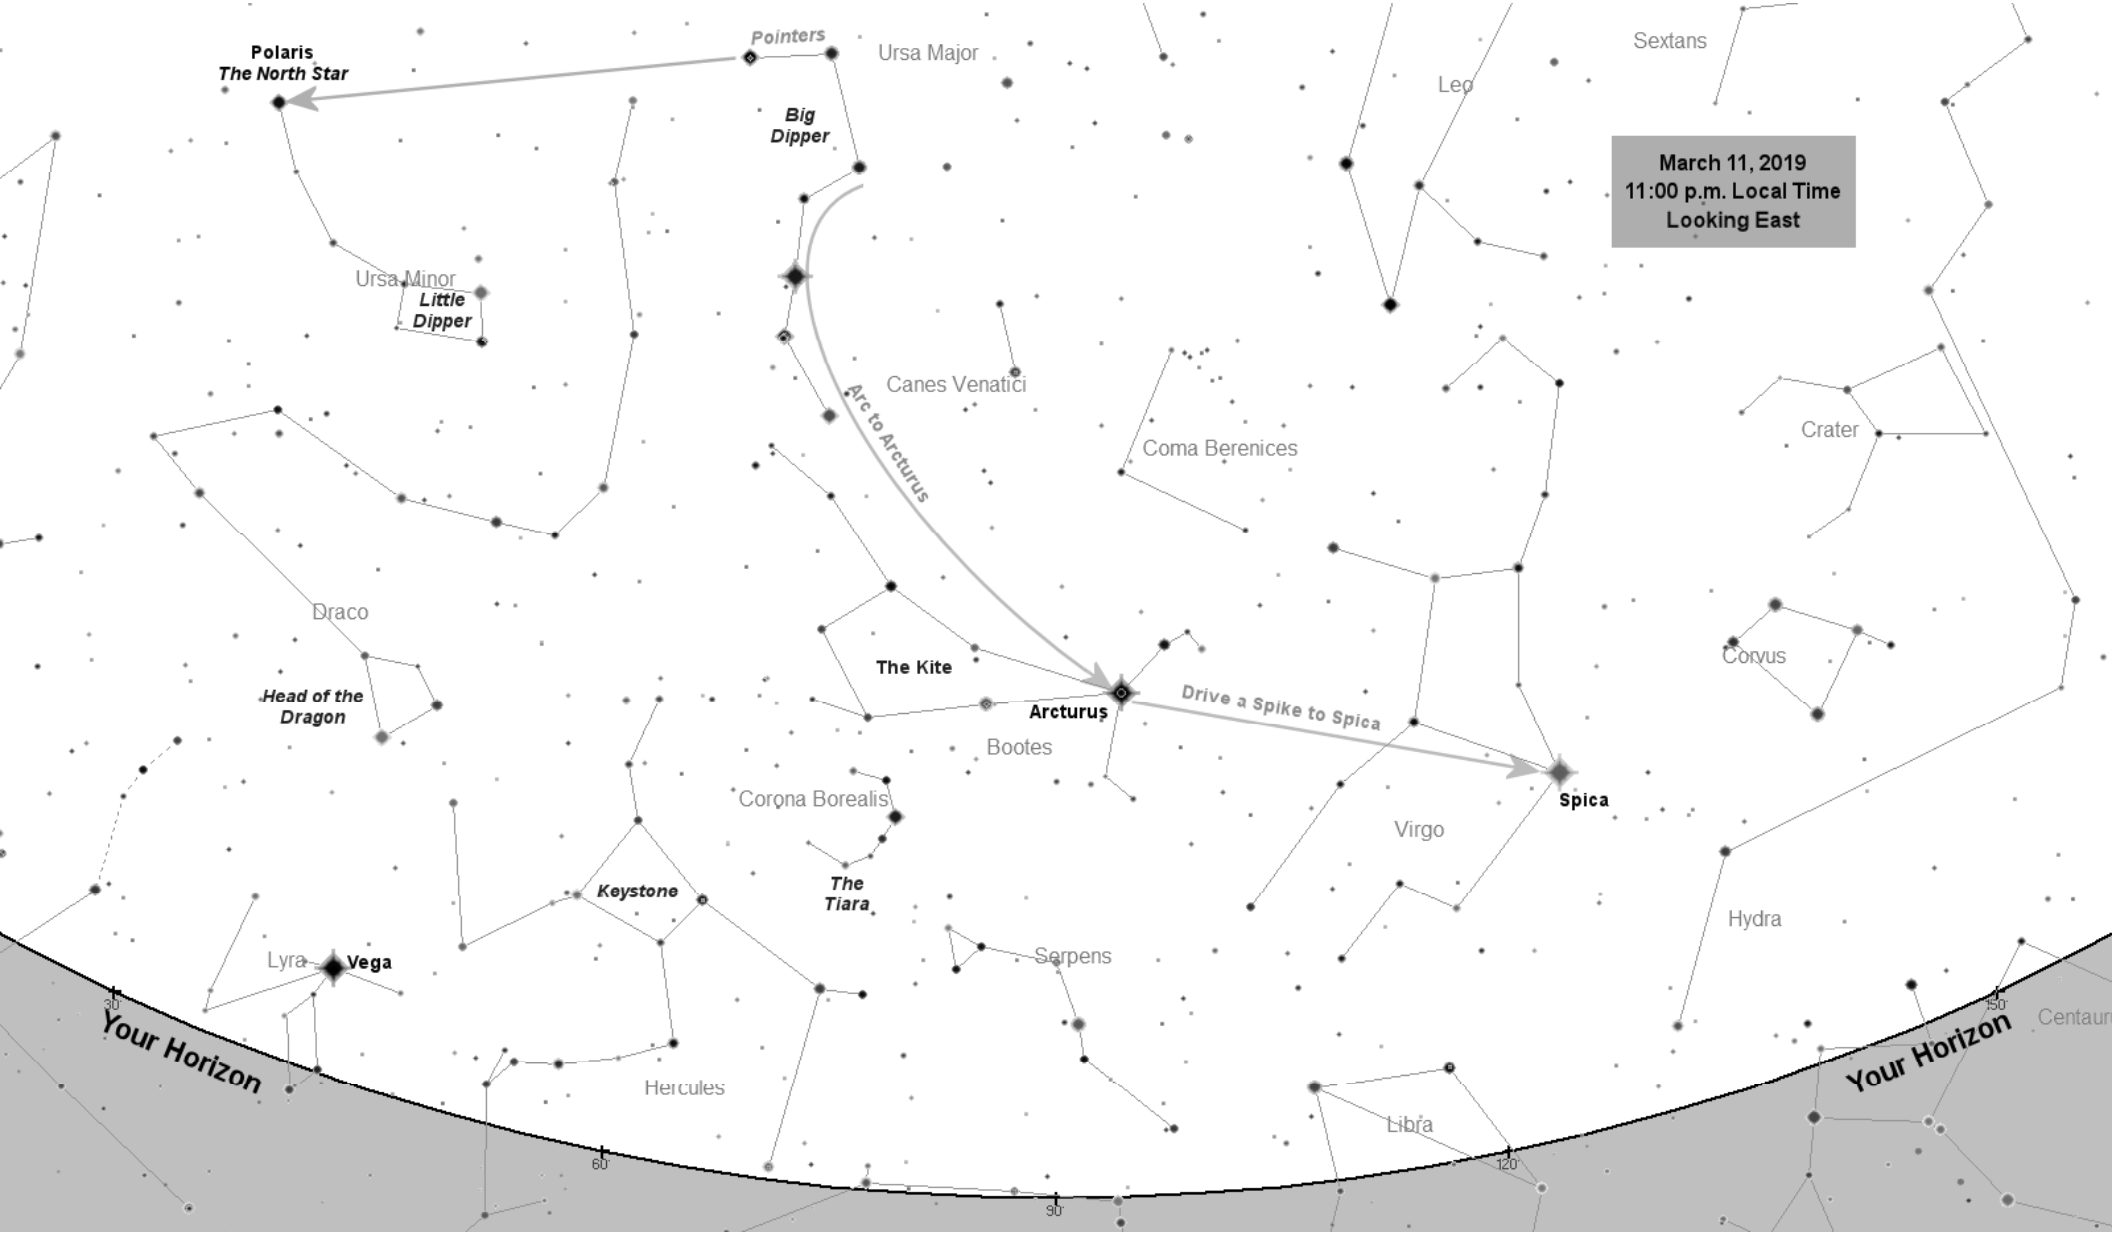 Pointers
Ursa Major
Sextans
Polaris
The North Star
Leo
Big
Dipper
March 11, 2019
11:00 p.m. Local Time
Looking East
Ursa Minor
Little
Dipper
Canes Venatici
Arc to Arcturus
Coma Berenices
Crater
Draco
The Kite
Corvus
Head of the
Dragon
Arcturus
Drive a Spike to Spica
Bootes
Corona Borealis
Spica
Virgo
Keystone
The
Tiara
Hydra
Lyra
Vega
Serpens
30°
Your Horizon
150°
Your Horizon
Hercules
Libra
60°
120°
90°